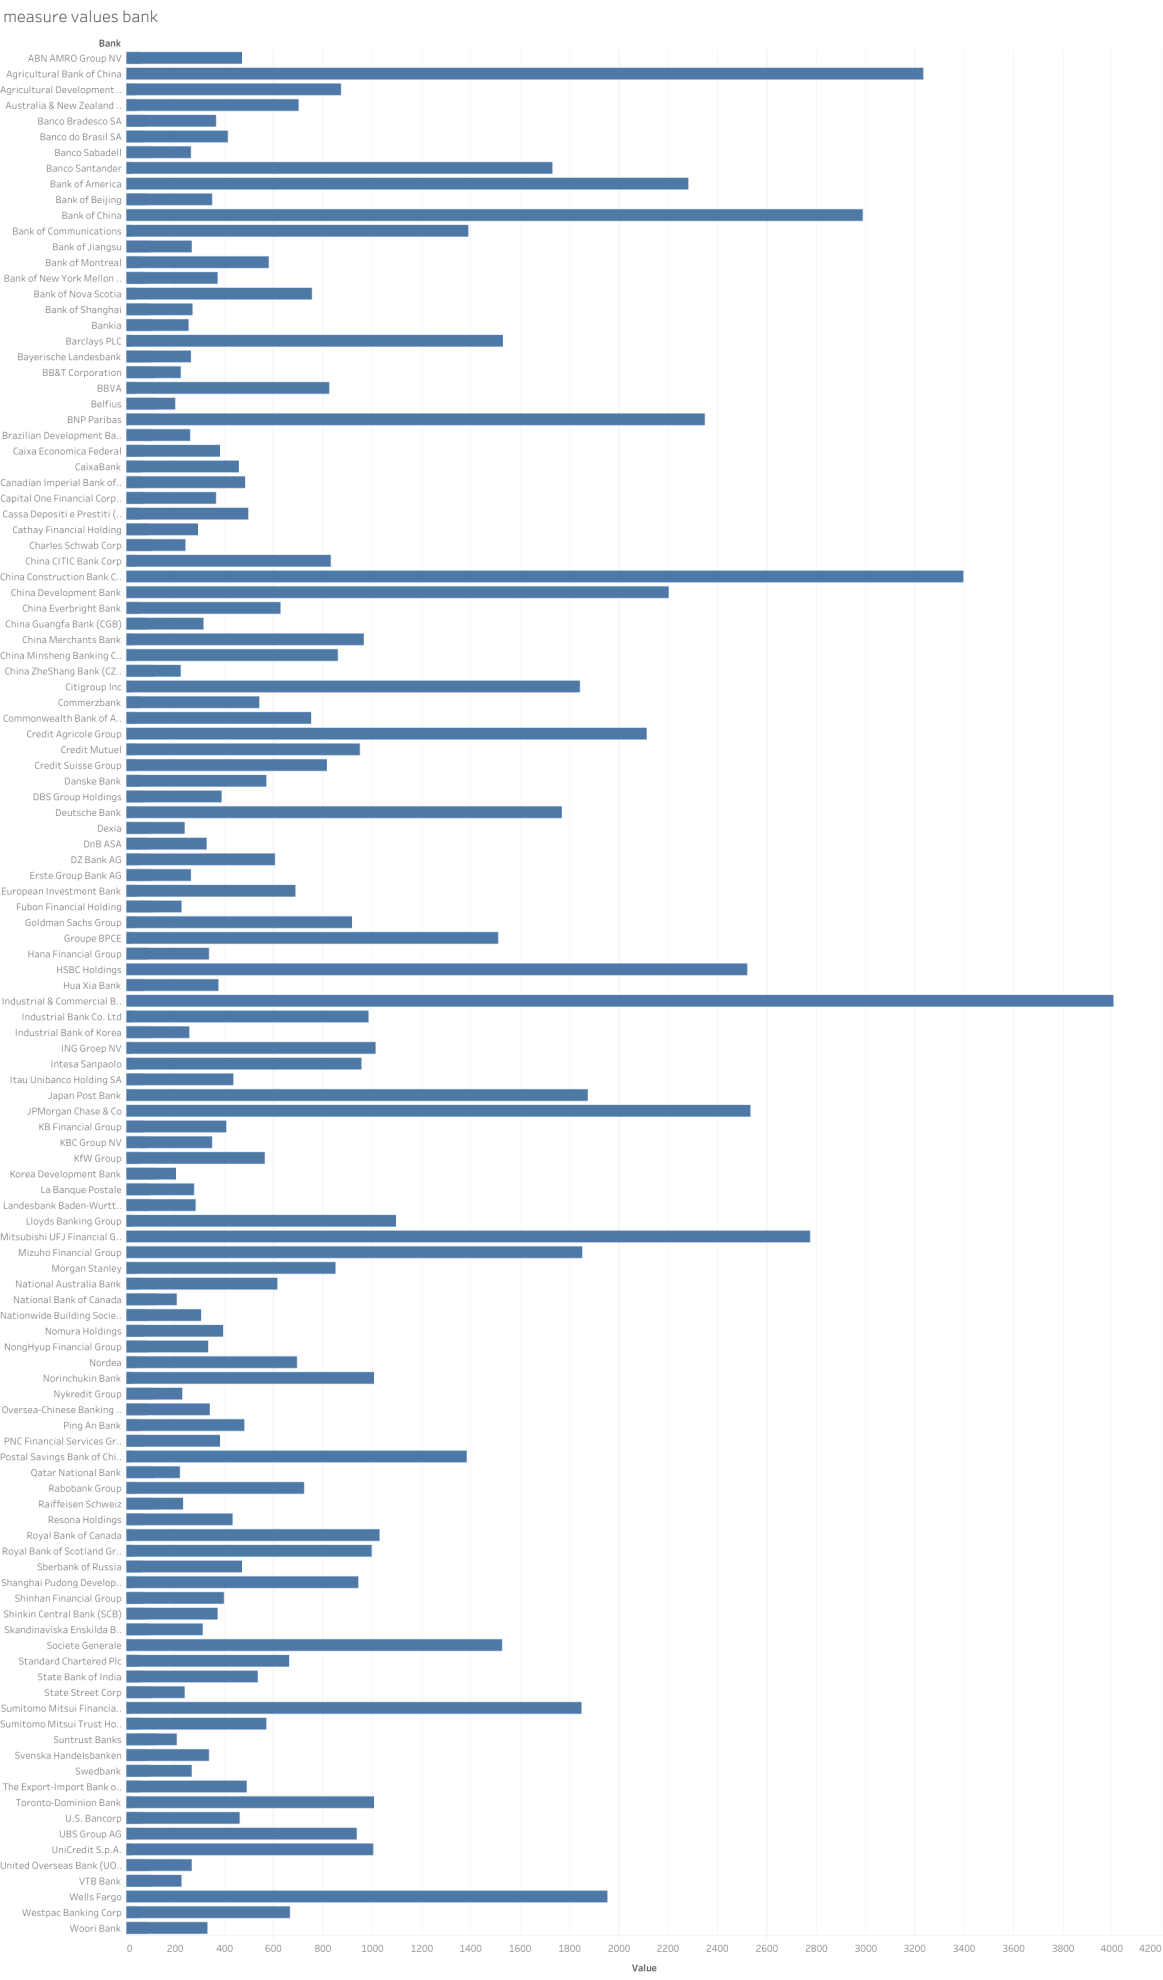 measure values bank
Bank
ABN AMRO Group NV
Agricultural Bank of China
Agricultural Development ..
Australia & New Zealand ..
Banco Bradesco SA
Banco do Brasil SA
Banco Sabadell
Banco Santander
Bank of America
Bank of Beijing
Bank of China
Bank of Communications
Bank of Jiangsu
Bank of Montreal
Bank of New York Mellon ..
Bank of Nova Scotia
Bank of Shanghai
Bankia
Barclays PLC
Bayerische Landesbank
BB&T Corporation
BBVA
Belfius
BNP Paribas
Brazilian Development Ba..
Caixa Economica Federal
CaixaBank
Canadian Imperial Bank of..
Capital One Financial Corp..
Cassa Depositi e Prestiti (..
Cathay Financial Holding
Charles Schwab Corp
China CITIC Bank Corp
China Construction Bank C..
China Development Bank
China Everbright Bank
China Guangfa Bank (CGB)
China Merchants Bank
China Minsheng Banking C..
China ZheShang Bank (CZ..
Citigroup Inc
Commerzbank
Commonwealth Bank of A..
Credit Agricole Group
Credit Mutuel
Credit Suisse Group
Danske Bank
DBS Group Holdings
Deutsche Bank
Dexia
DnB ASA
DZ Bank AG
Erste Group Bank AG
European Investment Bank
Fubon Financial Holding
Goldman Sachs Group
Groupe BPCE
Hana Financial Group
HSBC Holdings
Hua Xia Bank
Industrial & Commercial B..
Industrial Bank Co. Ltd
Industrial Bank of Korea
ING Groep NV
Intesa Sanpaolo
Itau Unibanco Holding SA
Japan Post Bank
JPMorgan Chase & Co
KB Financial Group
KBC Group NV
KfW Group
Korea Development Bank
La Banque Postale
Landesbank Baden-Wurtt..
Lloyds Banking Group
Mitsubishi UFJ Financial G..
Mizuho Financial Group
Morgan Stanley
National Australia Bank
National Bank of Canada
Nationwide Building Socie..
Nomura Holdings
NongHyup Financial Group
Nordea
Norinchukin Bank
Nykredit Group
Oversea-Chinese Banking ..
Ping An Bank
PNC Financial Services Gr..
Postal Savings Bank of Chi..
Qatar National Bank
Rabobank Group
Raiffeisen Schweiz
Resona Holdings
Royal Bank of Canada
Royal Bank of Scotland Gr..
Sberbank of Russia
Shanghai Pudong Develop..
Shinhan Financial Group
Shinkin Central Bank (SCB)
Skandinaviska Enskilda B..
Societe Generale
Standard Chartered Plc
State Bank of India
State Street Corp
Sumitomo Mitsui Financia..
Sumitomo Mitsui Trust Ho..
Suntrust Banks
Svenska Handelsbanken
Swedbank
The Export-Import Bank o..
Toronto-Dominion Bank
U.S. Bancorp
UBS Group AG
UniCredit S.p.A.
United Overseas Bank (UO..
VTB Bank
Wells Fargo
Westpac Banking Corp
Woori Bank
0 200 400 600 800 1000 1200 1400 1600 1800 2000 2200 2400 2600 2800 3000 3200 3400 3600 3800 4000 4200
Value